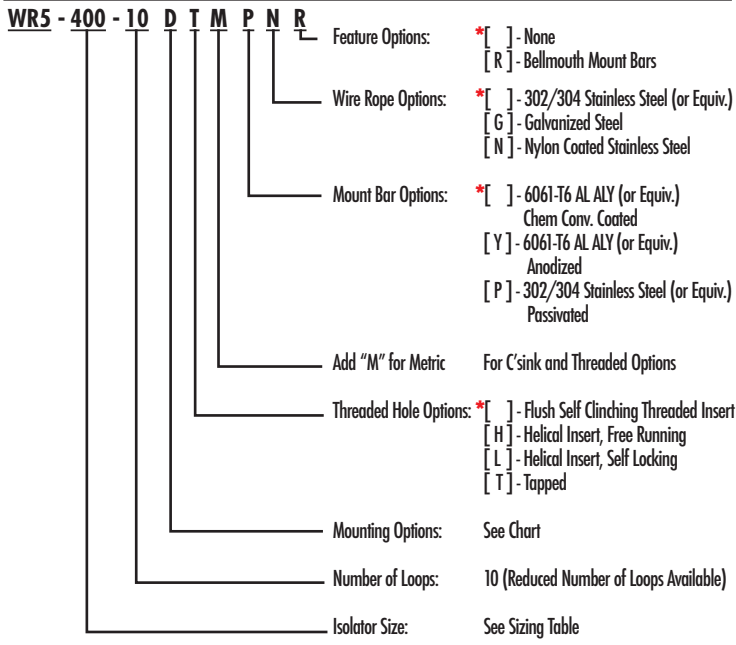 WR5 - 400 - 10 D T M P N R
Feature Options: *[ ] - None
[ R ] - Bellmouth Mount Bars
Wire Rope Options: *[ ] - 302/304 Stainless Steel (or Equiv.)
[ G ] - Galvanized Steel
[ N ] - Nylon Coated Stainless Steel
Mount Bar Options: *[ ] - 6061-T6 AL ALY (or Equiv.)
Chem Conv. Coated
[ Y ] - 6061-T6 AL ALY (or Equiv.)
Anodized
[ P ] - 302/304 Stainless Steel (or Equiv.)
Passivated
Add “M” for Metric For C’sink and Threaded Options
Threaded Hole Options: *[ ] - Flush Self Clinching Threaded Insert
[ H ] - Helical Insert, Free Running
[ L ] - Helical Insert, Self Locking
[ T ] - Tapped
Mounting Options: See Chart
Number of Loops: 10 (Reduced Number of Loops Available)
Isolator Size: See Sizing Table